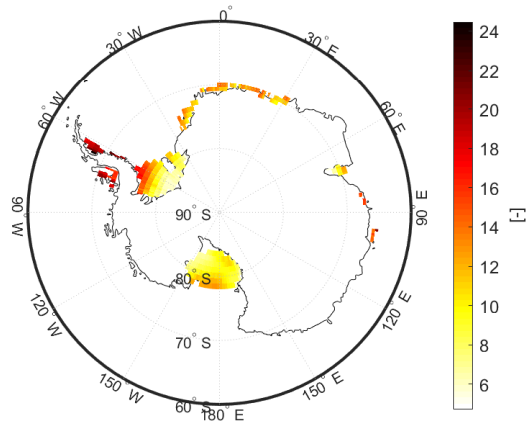 0°
30° W
30° E
60° W
60° E
90° W
90° E
90° S
80° S
120° W
120° E
70° S
150° W
150° E
60° S
180° E
24
22
20
18
16
14
12
10
8
6
[-]